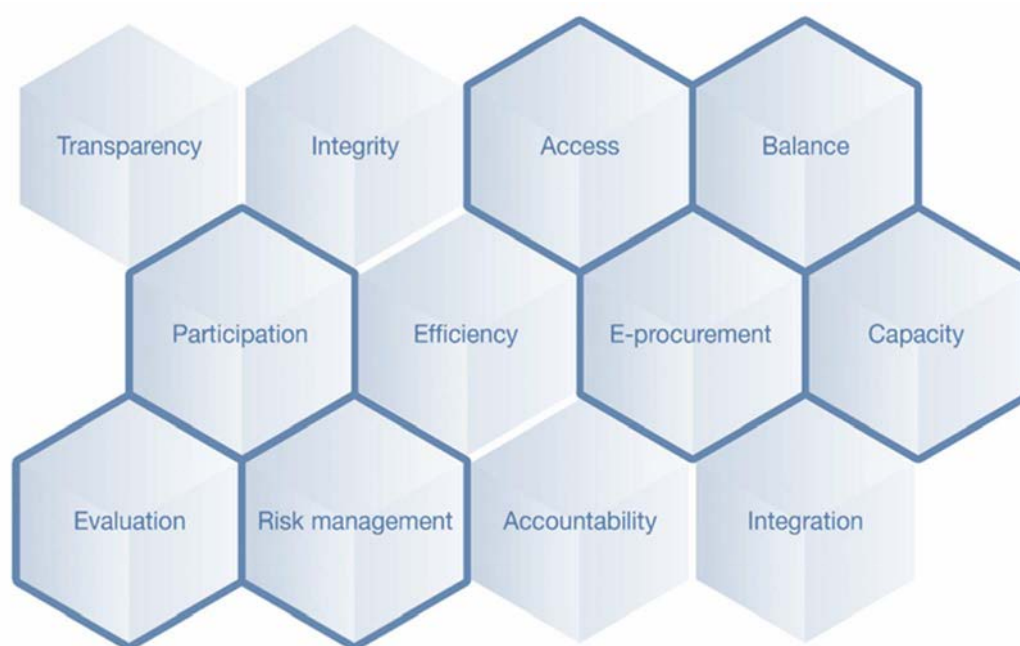 Transparency
Integrity
Access
Balance
Participation
Efficiency
E-procurement
Capacity
Evaluation
Risk management
Accountability
Integration